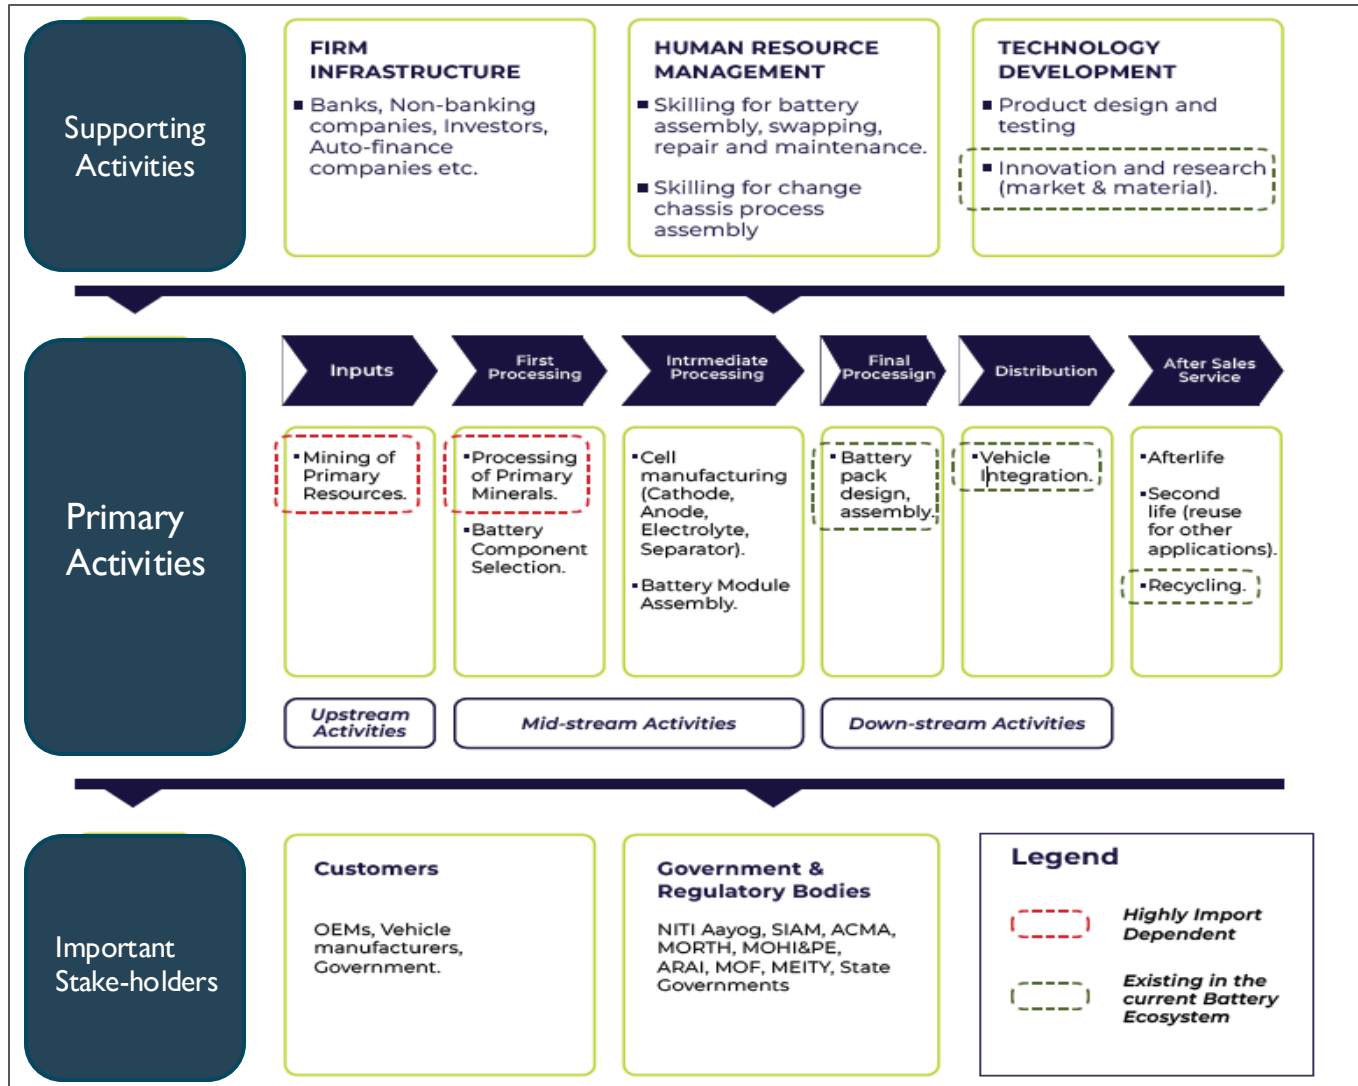 Supporting
Activities
FIRM
INFRASTRUCTURE
▪ Banks, Non-banking
companies, Investors,
Auto-finance
companies etc.
HUMAN RESOURCE
MANAGEMENT
▪ Skilling for battery
assembly, swapping,
repair and maintenance.
▪ Skilling for change
chassis process
assembly
TECHNOLOGY
DEVELOPMENT
▪ Product design and
testing
▪ Innovation and research
(market & material).
Primary
Activities
Inputs
First
Processing
Intrmediate
Processing
Final
Processign
Distribution
After Sales
Service
▪ Mining of
Primary
Resources.
▪ Processing
of Primary
Minerals.
▪ Battery
Component
Selection.
▪ Cell
manufacturing
(Cathode,
Anode,
Electrolyte,
Separator).
▪ Battery Module
Assembly.
▪ Battery
pack
design,
assembly.
▪ Vehicle
Integration.
▪ Afterlife
▪ Second
life (reuse
for other
applications).
▪ Recycling.
Upstream
Activities
Mid-stream Activities
Down-stream Activities
Important
Stake-holders
Customers
OEMs, Vehicle
manufacturers,
Government.
Government &
Regulatory Bodies
NITI Aayog, SIAM, ACMA,
MORTH, MOHI&PE,
ARAI, MOF, MEITY, State
Governments
Legend
Highly Import
Dependent
Existing in the
current Battery
Ecosystem